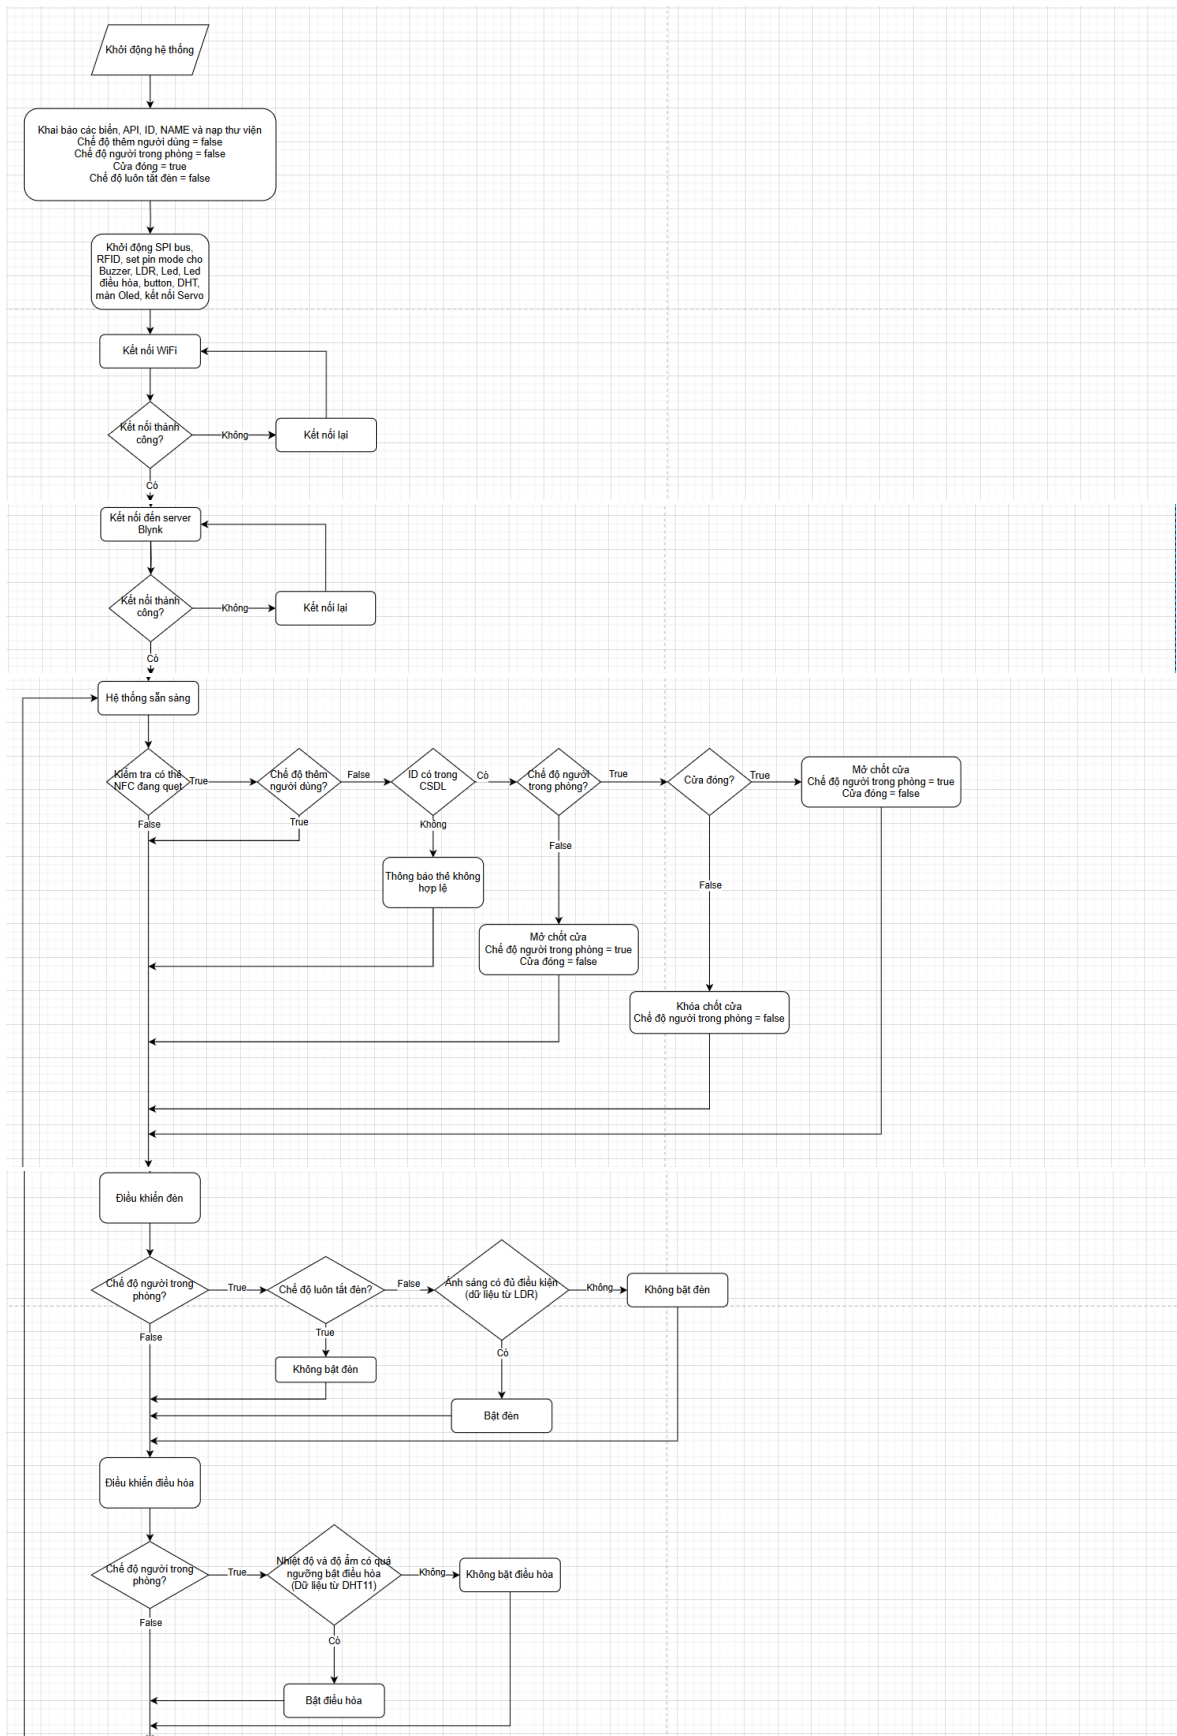 Khởi động hệ thống
Khai báo các biến, API, ID, NAME và nạp thư viện
Chế độ thêm người dùng = false
Chế độ người trong phòng = false
Cửa đóng = true
Chế độ luôn tắt đèn = false
Khởi động SPI bus,
RFID, set pin mode cho
Buzzer, LDR, Led, Led
điều hòa, button, DHT,
màn Oled, kết nối Servo
Kết nối WiFi
Kết nối thành
công?
Không
Kết nối lại
Có
Kết nối đến server
Blynk
Kết nối thành
công?
Không
Kết nối lại
Có
Hệ thống sẵn sàng
Kiểm tra có thẻ
NFC đang quet
True
Chế độ thêm
người dùng?
False
ID có trong
CSDL
Có
Chế độ người
trong phòng?
True
Cửa đóng?
True
Mở chốt cửa
Chế độ người trong phòng = true
Cửa đóng = false
False
True
Không
False
Thông báo thẻ không
hợp lệ
False
Mở chốt cửa
Chế độ người trong phòng = true
Cửa đóng = false
Khóa chốt cửa
Chế độ người trong phòng = false
Điều khiển đèn
Chế độ người trong
phòng?
True
Chế độ luôn tắt đèn?
False
Ánh sáng có đủ điều kiện
(dữ liệu từ LDR)
Không
Không bật đèn
False
True
Có
Không bật đèn
Bật đèn
Điều khiển điều hòa
Chế độ người trong
phòng?
True
Nhiệt độ và độ ẩm có quá
ngưỡng bật điều hòa
(Dữ liệu từ DHT11)
Không
Không bật điều hòa
False
Có
Bật điều hòa